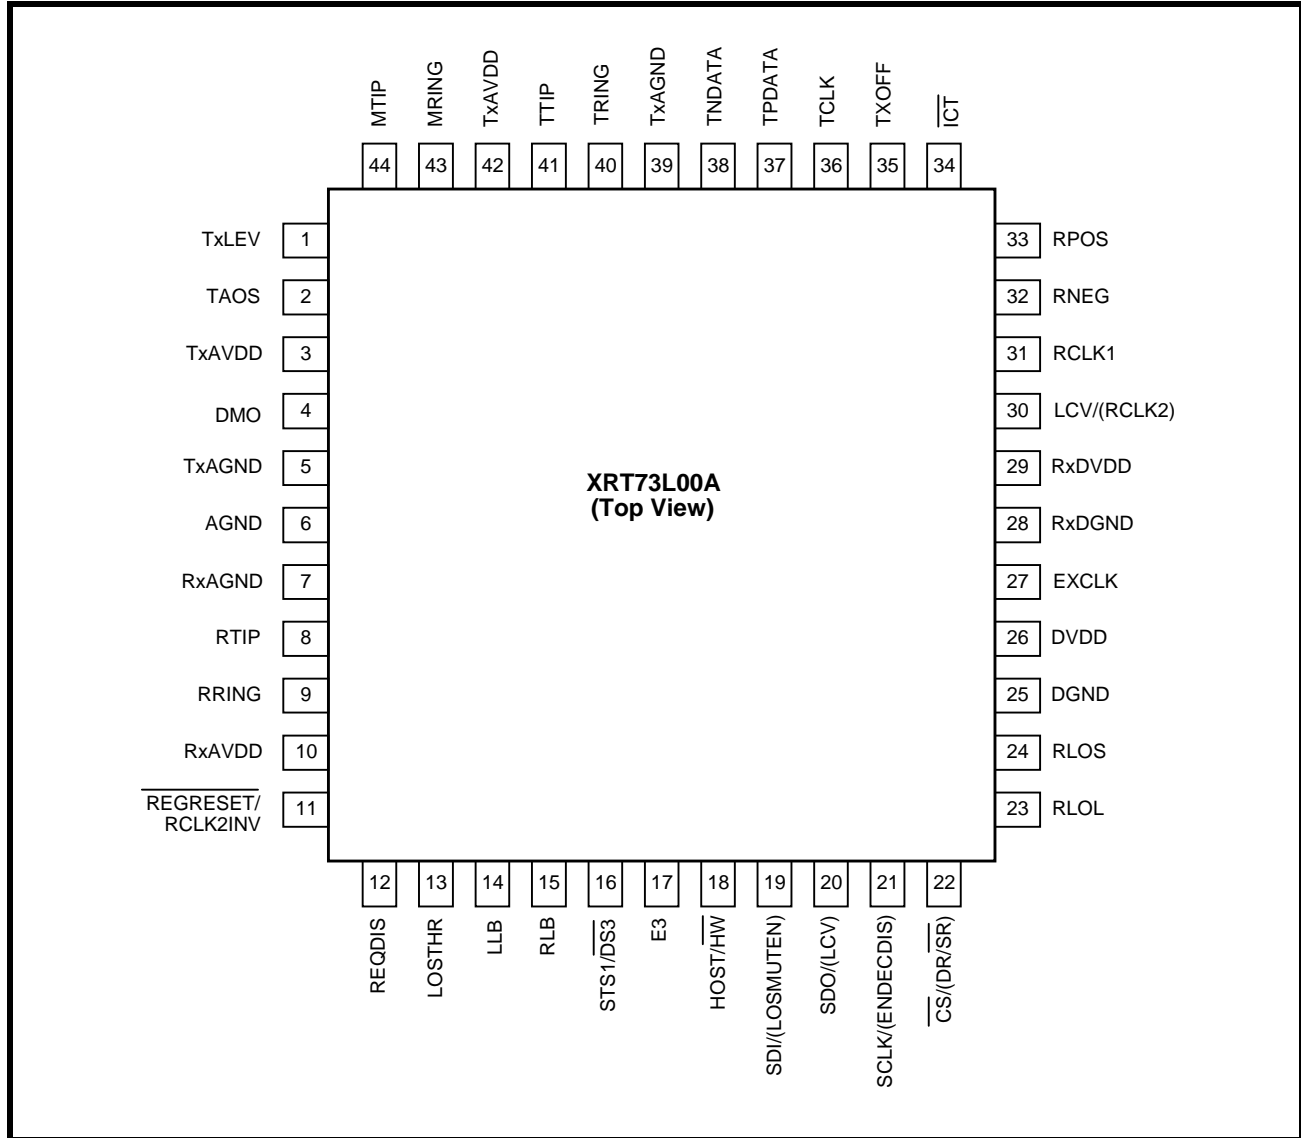 MTIP
MRING
TxAVDD
TTIP
TRING
TxAGND
TNDATA
TPDATA
TCLK
TXOFF
ICT
44
43
42
41
40
39
38
37
36
35
34
TxLEV 1
TAOS 2
TxAVDD 3
DMO 4
TxAGND 5
AGND 6
RxAGND 7
RTIP 8
RRING 9
RxAVDD 10
REGRESET/
RCLK2INV
11
XRT73L00A
(Top View)
33 RPOS
32 RNEG
31 RCLK1
30 LCV/(RCLK2)
29 RxDVDD
28 RxDGND
27 EXCLK
26 DVDD
25 DGND
24 RLOS
23 RLOL
12
13
14
15
16
17
18
19
20
21
22
REQDIS
LOSTHR
LLB
RLB
STS1/DS3
E3
HOST/HW
SDI/(LOSMUTEN)
SDO/(LCV)
SCLK/(ENDECDIS)
CS/(DR/SR)